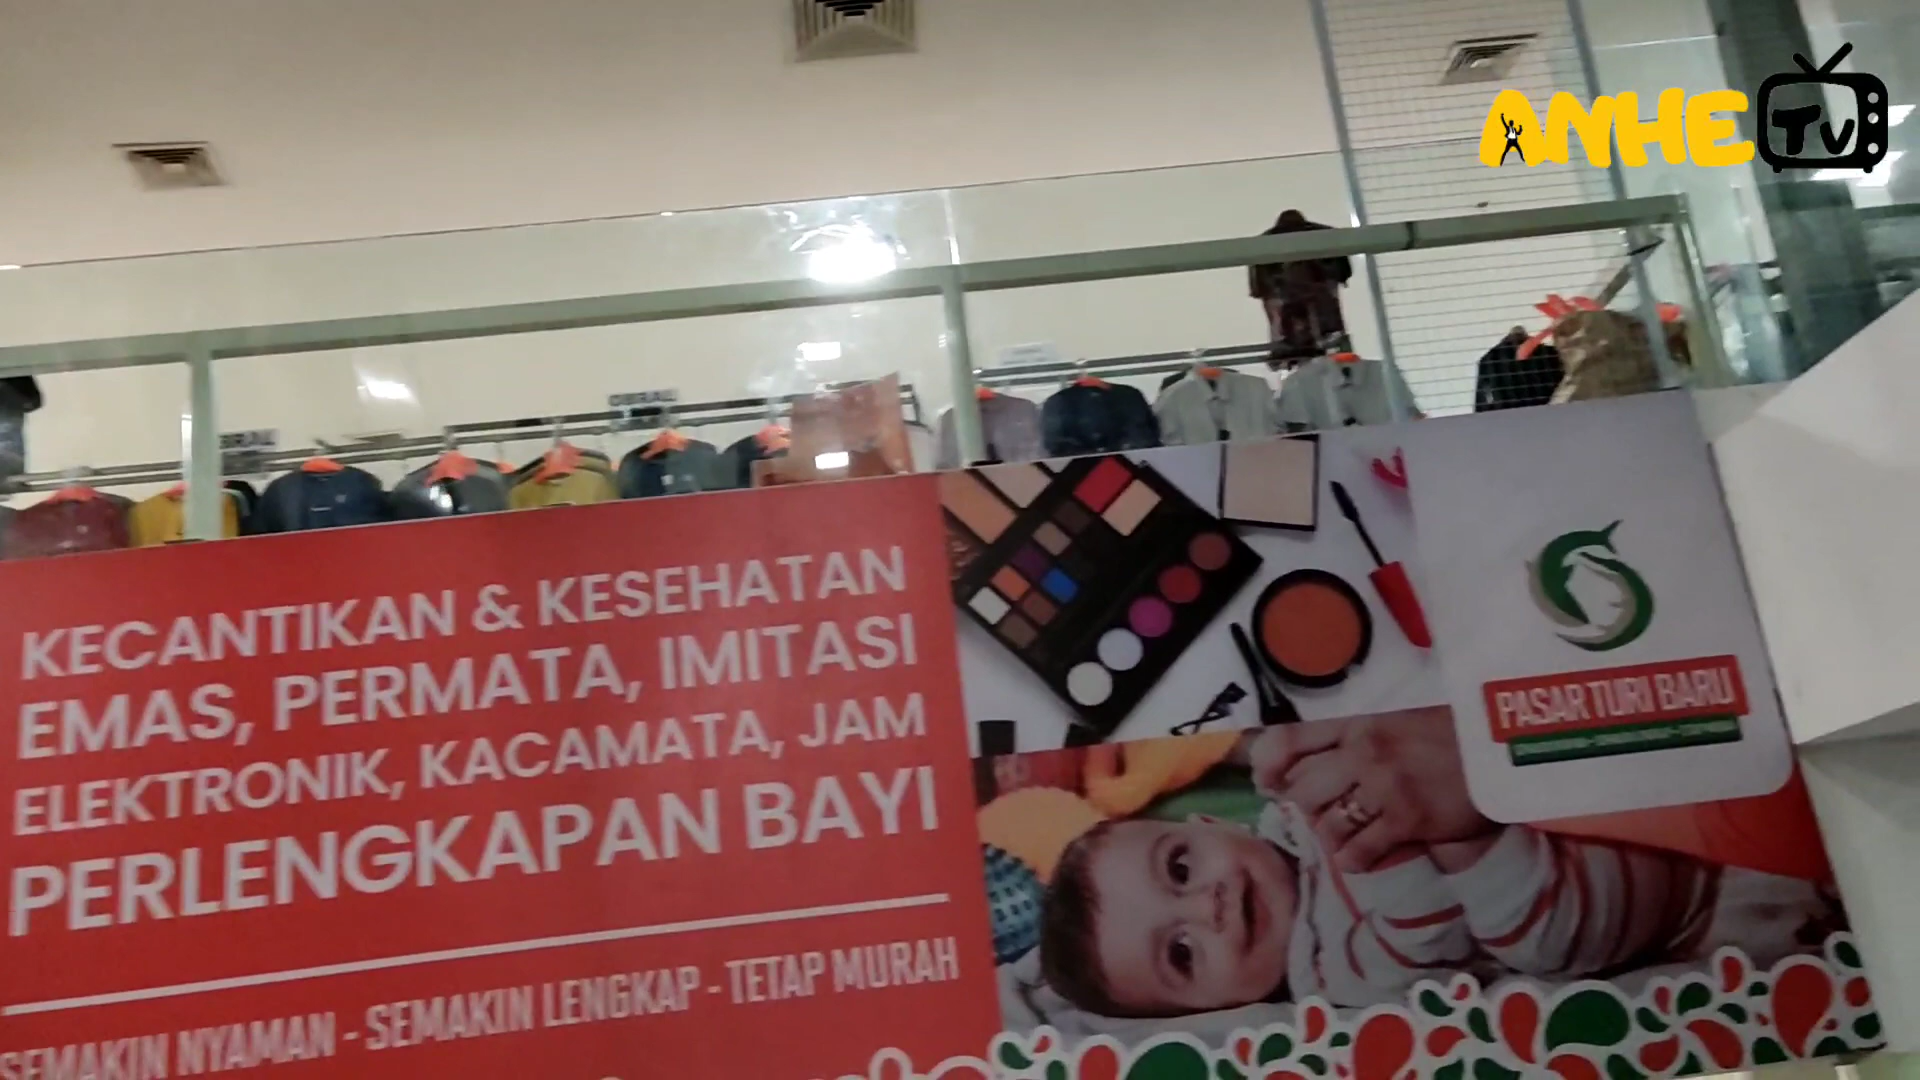 ANHE TV
OBRAL
KECANTIKAN & KESEHATAN
EMAS, PERMATA, IMITASI
ELEKTRONIK, KACAMATA, JAM
PERLENGKAPAN BAYI
SEMAKIN NYAMAN - SEMAKIN LENGKAP - TETAP MURAH
PASAR TURI BARU